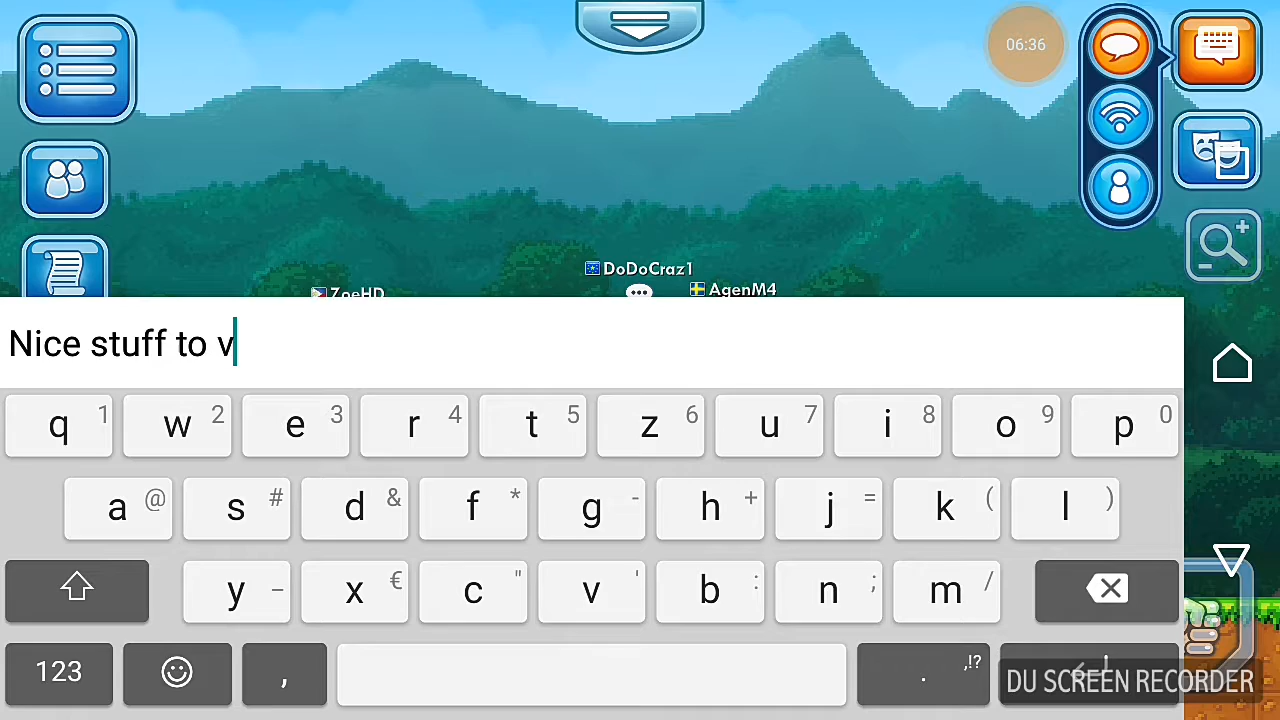 06:36
DoDoCraz1
ZoeHD
AgenM4
Nice stuff to v
q 1 w 2 e 3 r 4 t 5 z 6 u 7 i 8 o 9 p 0
a @ s # d & f * g - h + j = k ( l )
y _ x € c " v ' b : n ; m /
123 , . ,!?
DU SCREEN RECORDER